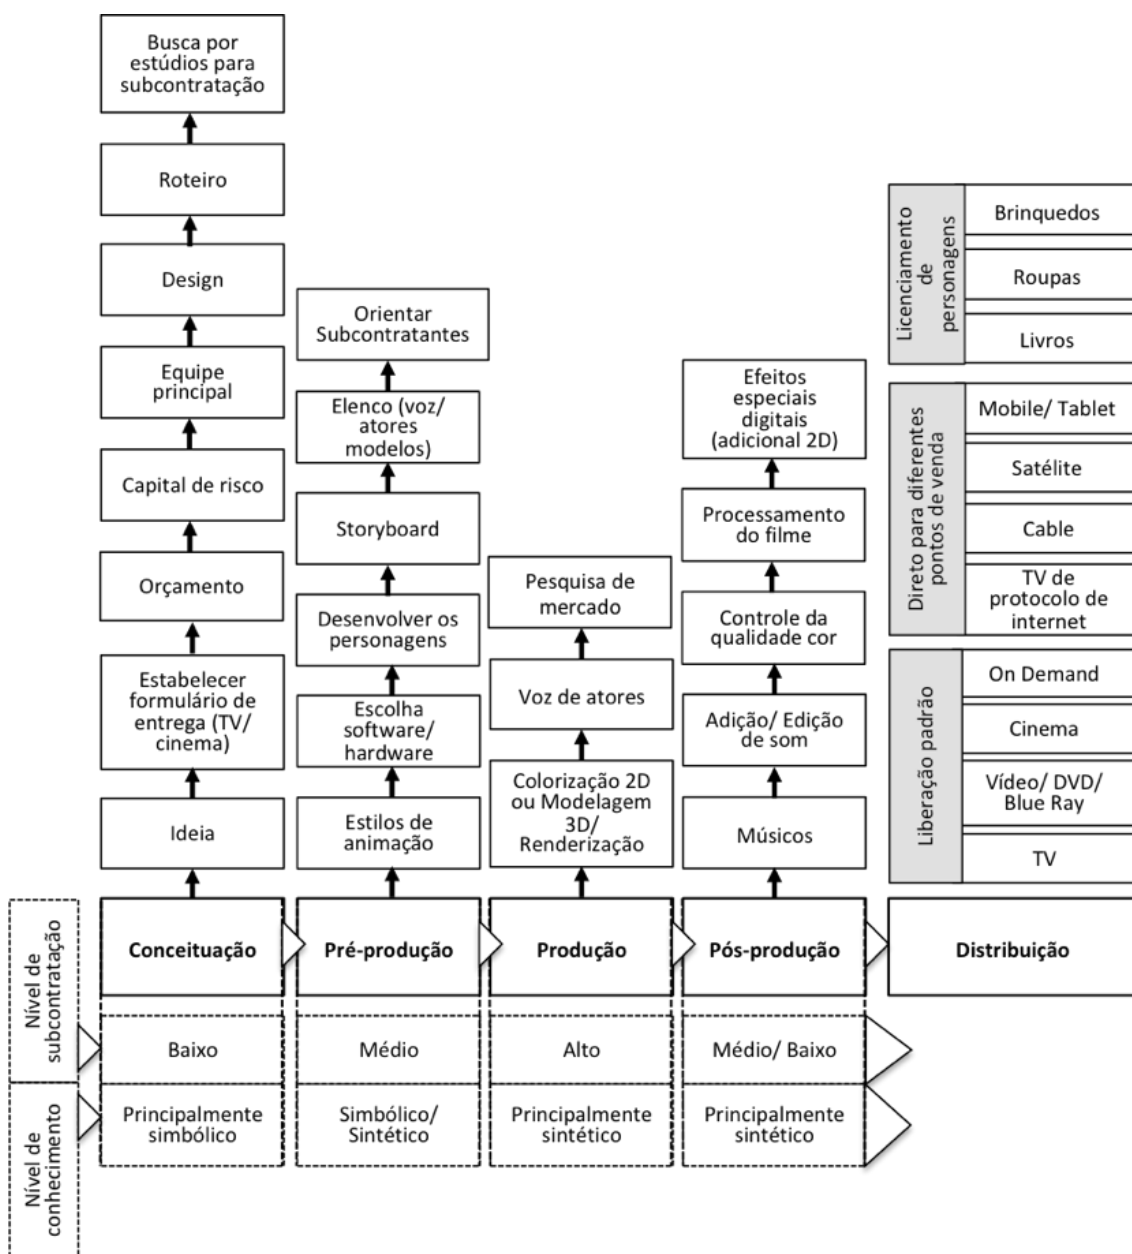 Busca por
estúdios para
subcontratação
Roteiro
Design
Equipe
principal
Capital de risco
Orçamento
Estabelecer
formulário de
entrega (TV/
cinema)
Ideia
Orientar
Subcontratantes
Elenco (voz/
atores
modelos)
Storyboard
Desenvolver os
personagens
Escolha
software/
hardware
Estilos de
animação
Pesquisa de
mercado
Voz de atores
Colorização 2D
ou Modelagem
3D/
Renderização
Efeitos
especiais
digitais
(adicional 2D)
Processamento
do filme
Controle da
qualidade cor
Adição/ Edição
de som
Músicos
Licenciamento
de
personagens
Brinquedos
Roupas
Livros
Direto para diferentes
pontos de venda
Mobile/ Tablet
Satélite
Cable
TV de
protocolo de
internet
Liberação padrão
On Demand
Cinema
Vídeo/ DVD/
Blue Ray
TV
Conceituação
Pré-produção
Produção
Pós-produção
Distribuição
Nível de
subcontratação
Baixo
Médio
Alto
Médio/ Baixo
Nível de
conhecimento
Principalmente
simbólico
Simbólico/
Sintético
Principalmente
sintético
Principalmente
sintético